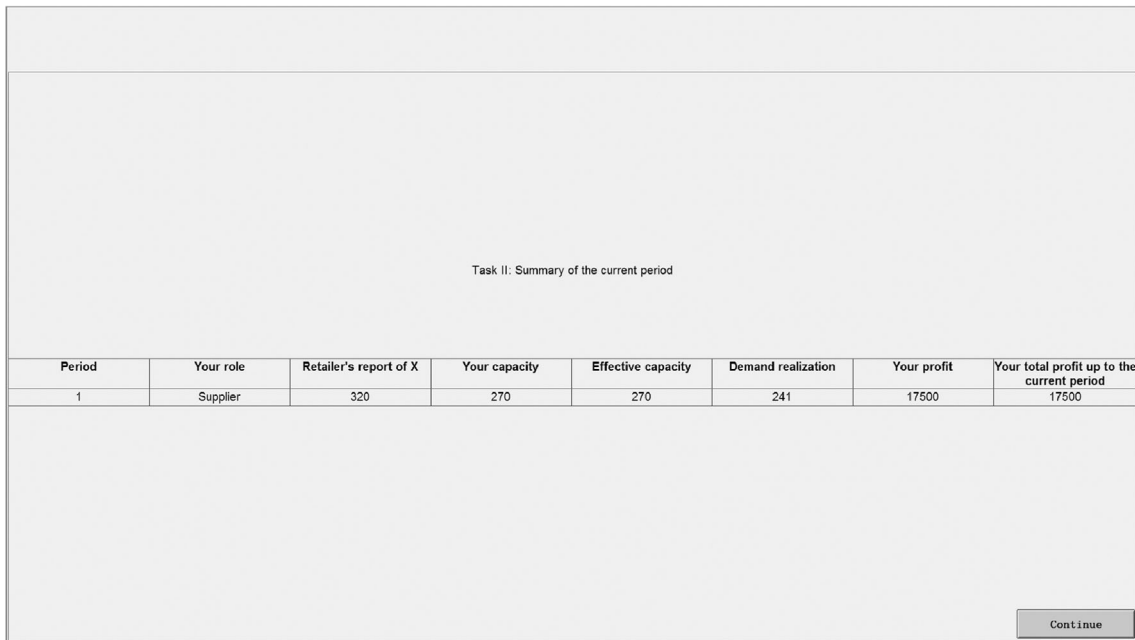 Task II: Summary of the current period
Period Your role Retailer's report of X Your capacity Effective capacity Demand realization Your profit Your total profit up to the
current period
1 Supplier 320 270 270 241 17500 17500
Continue